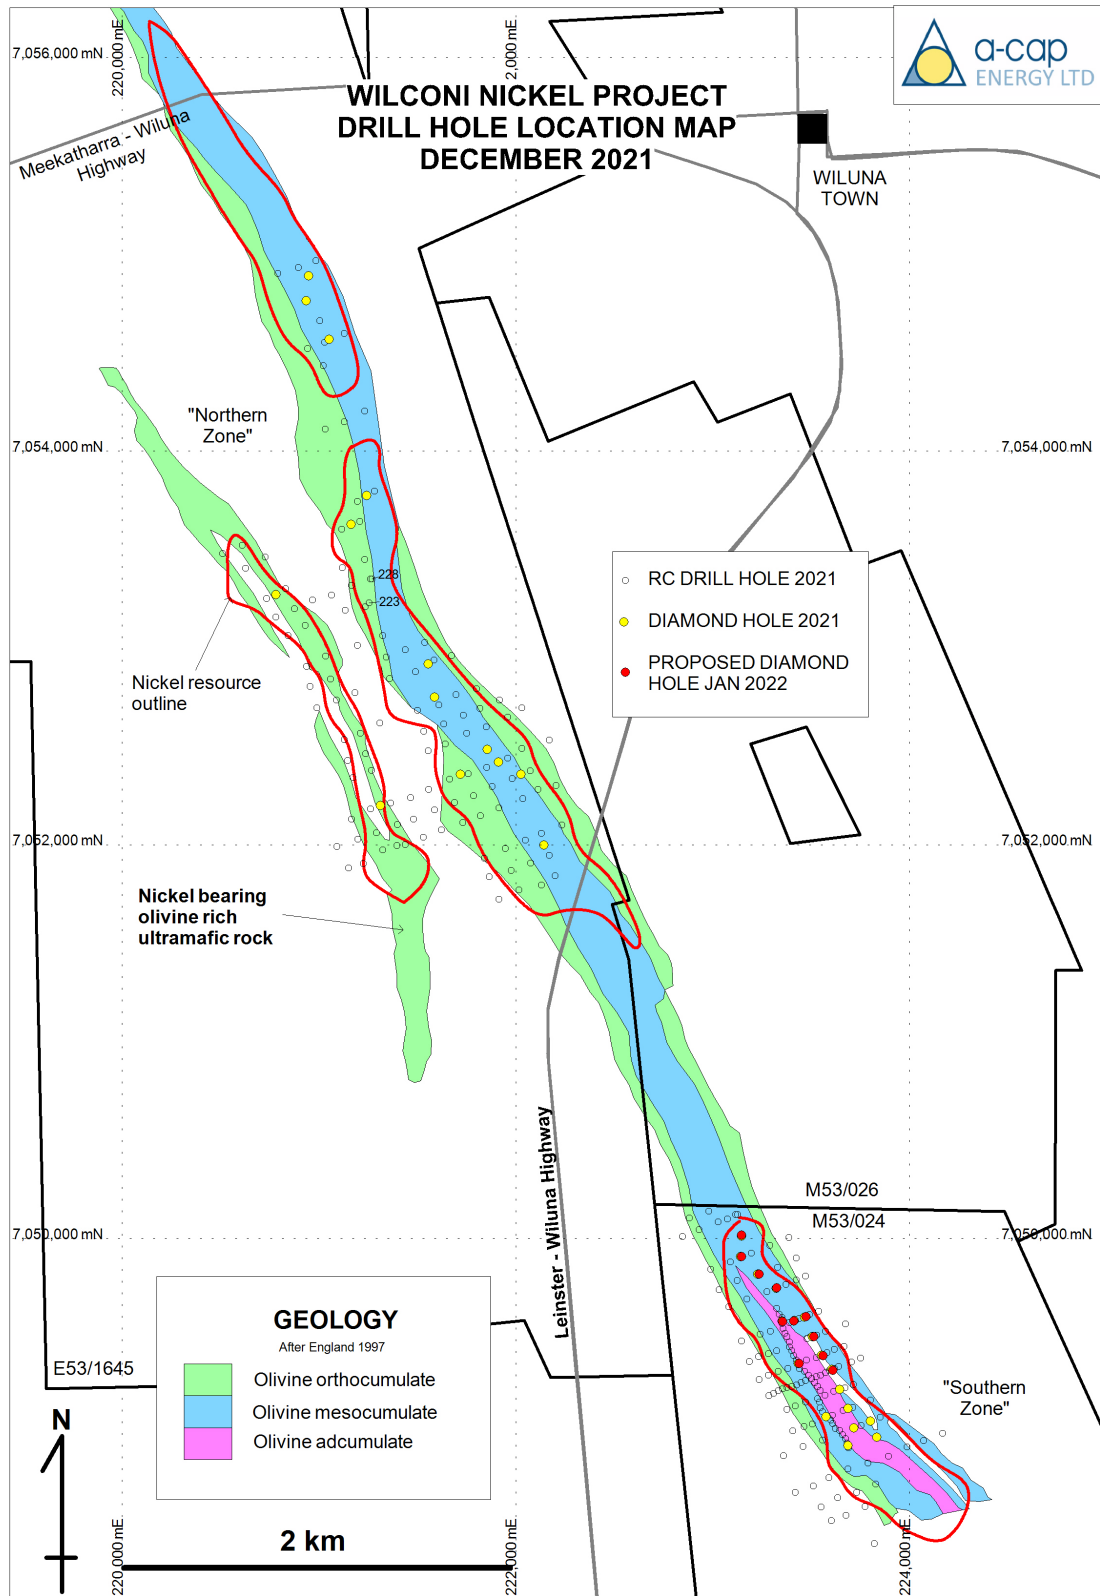 7,056,000 mN
220,000 mE
2,000 mE
a-cap
ENERGY LTD
WILCONI NICKEL PROJECT
DRILL HOLE LOCATION MAP
DECEMBER 2021
Meekatharra - Wiluna
Highway
WILUNA
TOWN
"Northern
Zone"
7,054,000 mN
7,054,000 mN
228
223
RC DRILL HOLE 2021
DIAMOND HOLE 2021
PROPOSED DIAMOND
HOLE JAN 2022
Nickel resource
outline
7,052,000 mN
7,052,000 mN
Nickel bearing
olivine rich
ultramafic rock
Leinster - Wiluna Highway
M53/026
M53/024
7,050,000 mN
7,050,000 mN
GEOLOGY
After England 1997
Olivine orthocumulate
Olivine mesocumulate
Olivine adcumulate
E53/1645
"Southern
Zone"
N
2 km
220,000 mE
222,000 mE
224,000 mE